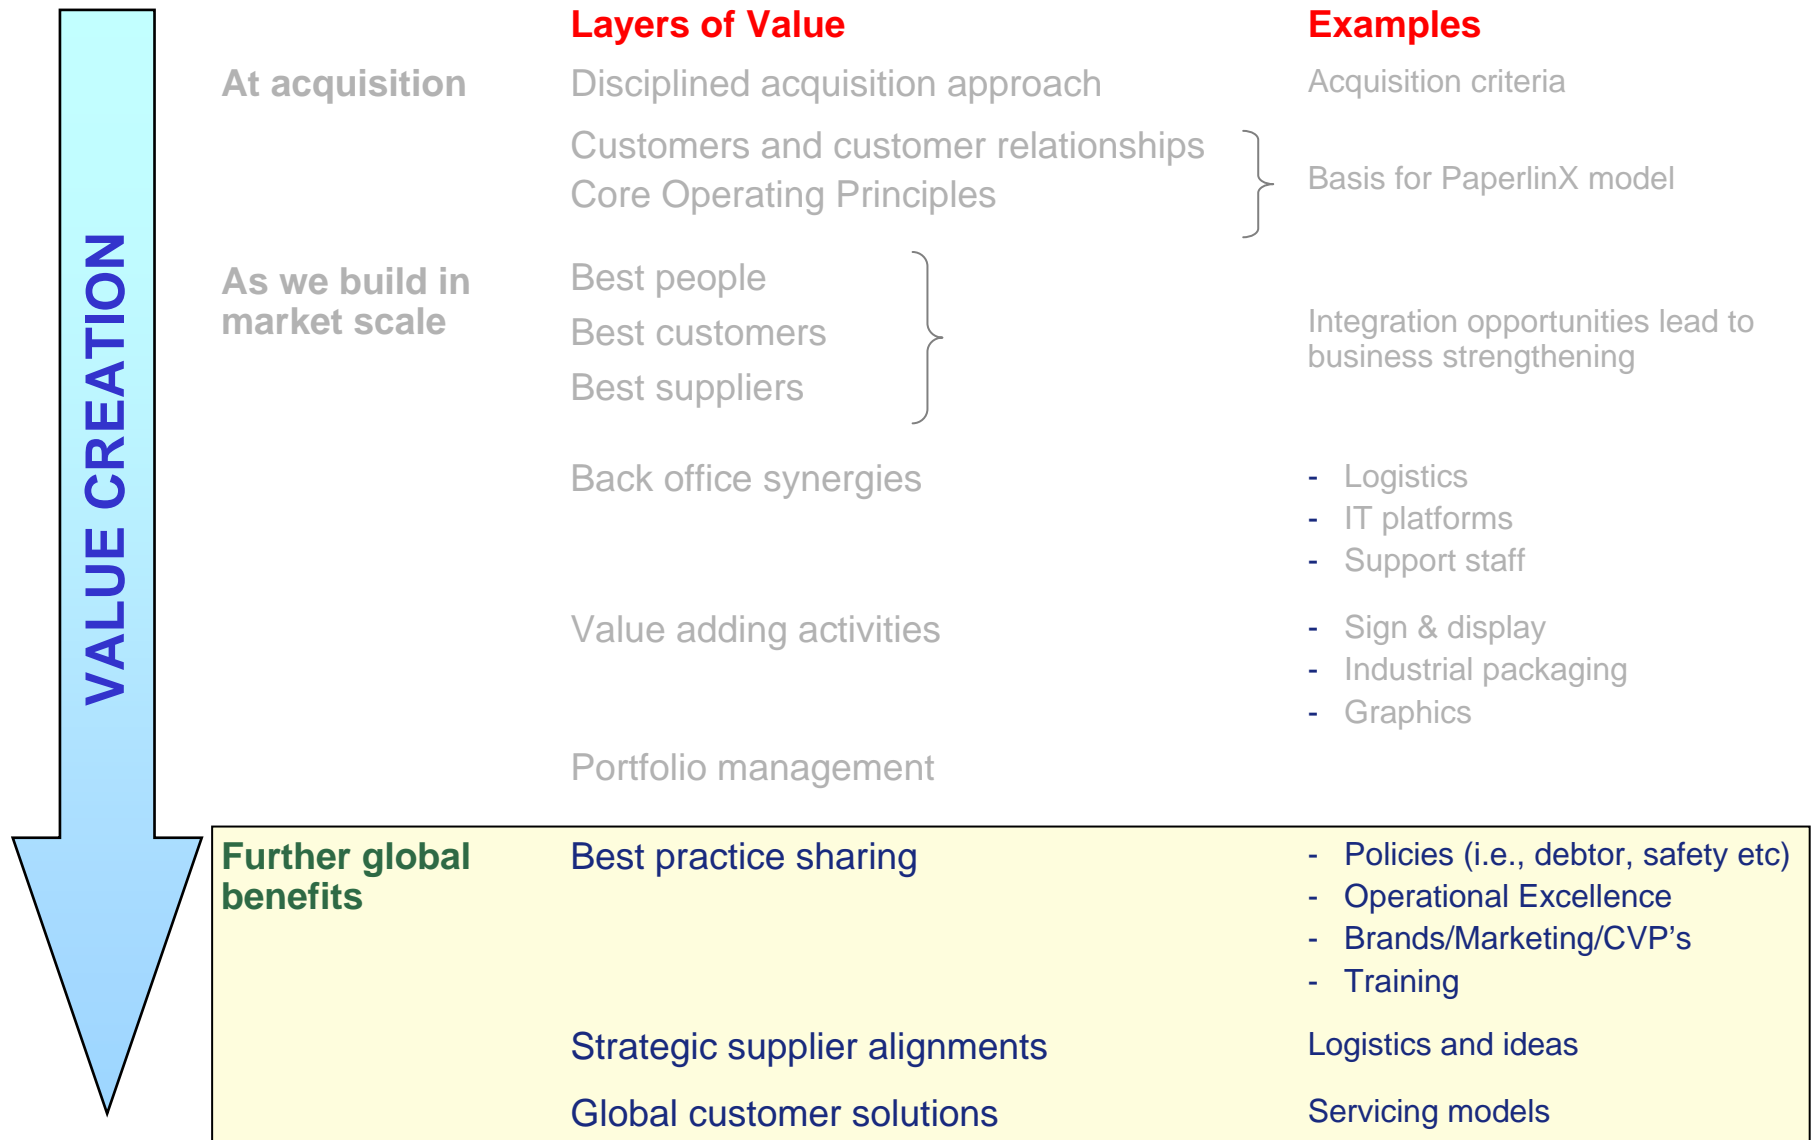 Layers of Value
Examples
At acquisition
Disciplined acquisition approach
Acquisition criteria
Customers and customer relationships
Core Operating Principles
Basis for PaperlinX model
VALUE CREATION
As we build in
market scale
Best people
Best customers
Best suppliers
Integration opportunities lead to
business strengthening
Back office synergies
- Logistics
- IT platforms
- Support staff
Value adding activities
- Sign & display
- Industrial packaging
- Graphics
Portfolio management
Further global
benefits
Best practice sharing
- Policies (i.e., debtor, safety etc)
- Operational Excellence
- Brands/Marketing/CVP's
- Training
Strategic supplier alignments
Logistics and ideas
Global customer solutions
Servicing models